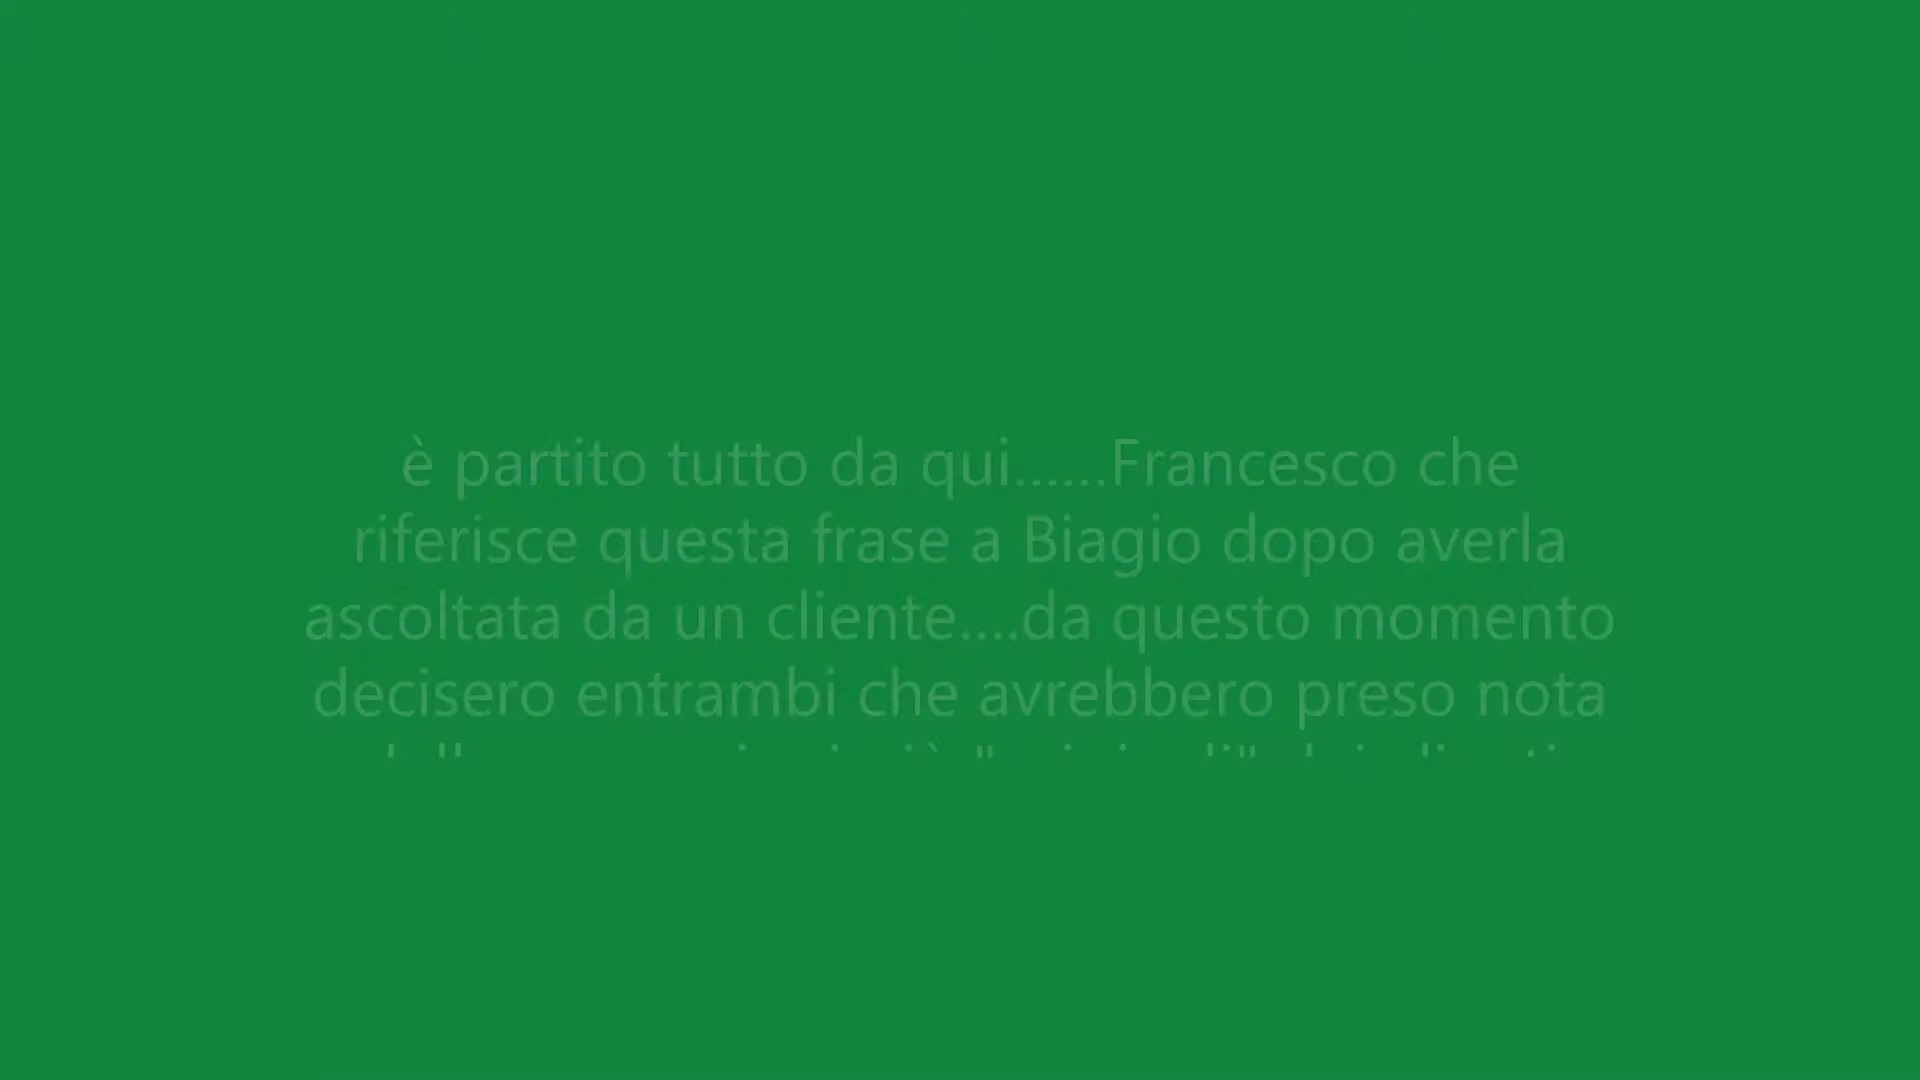 è partito tutto da qui......Francesco che
riferisce questa frase a Biagio dopo averla
ascoltata da un cliente....da questo momento
decisero entrambi che avrebbero preso nota